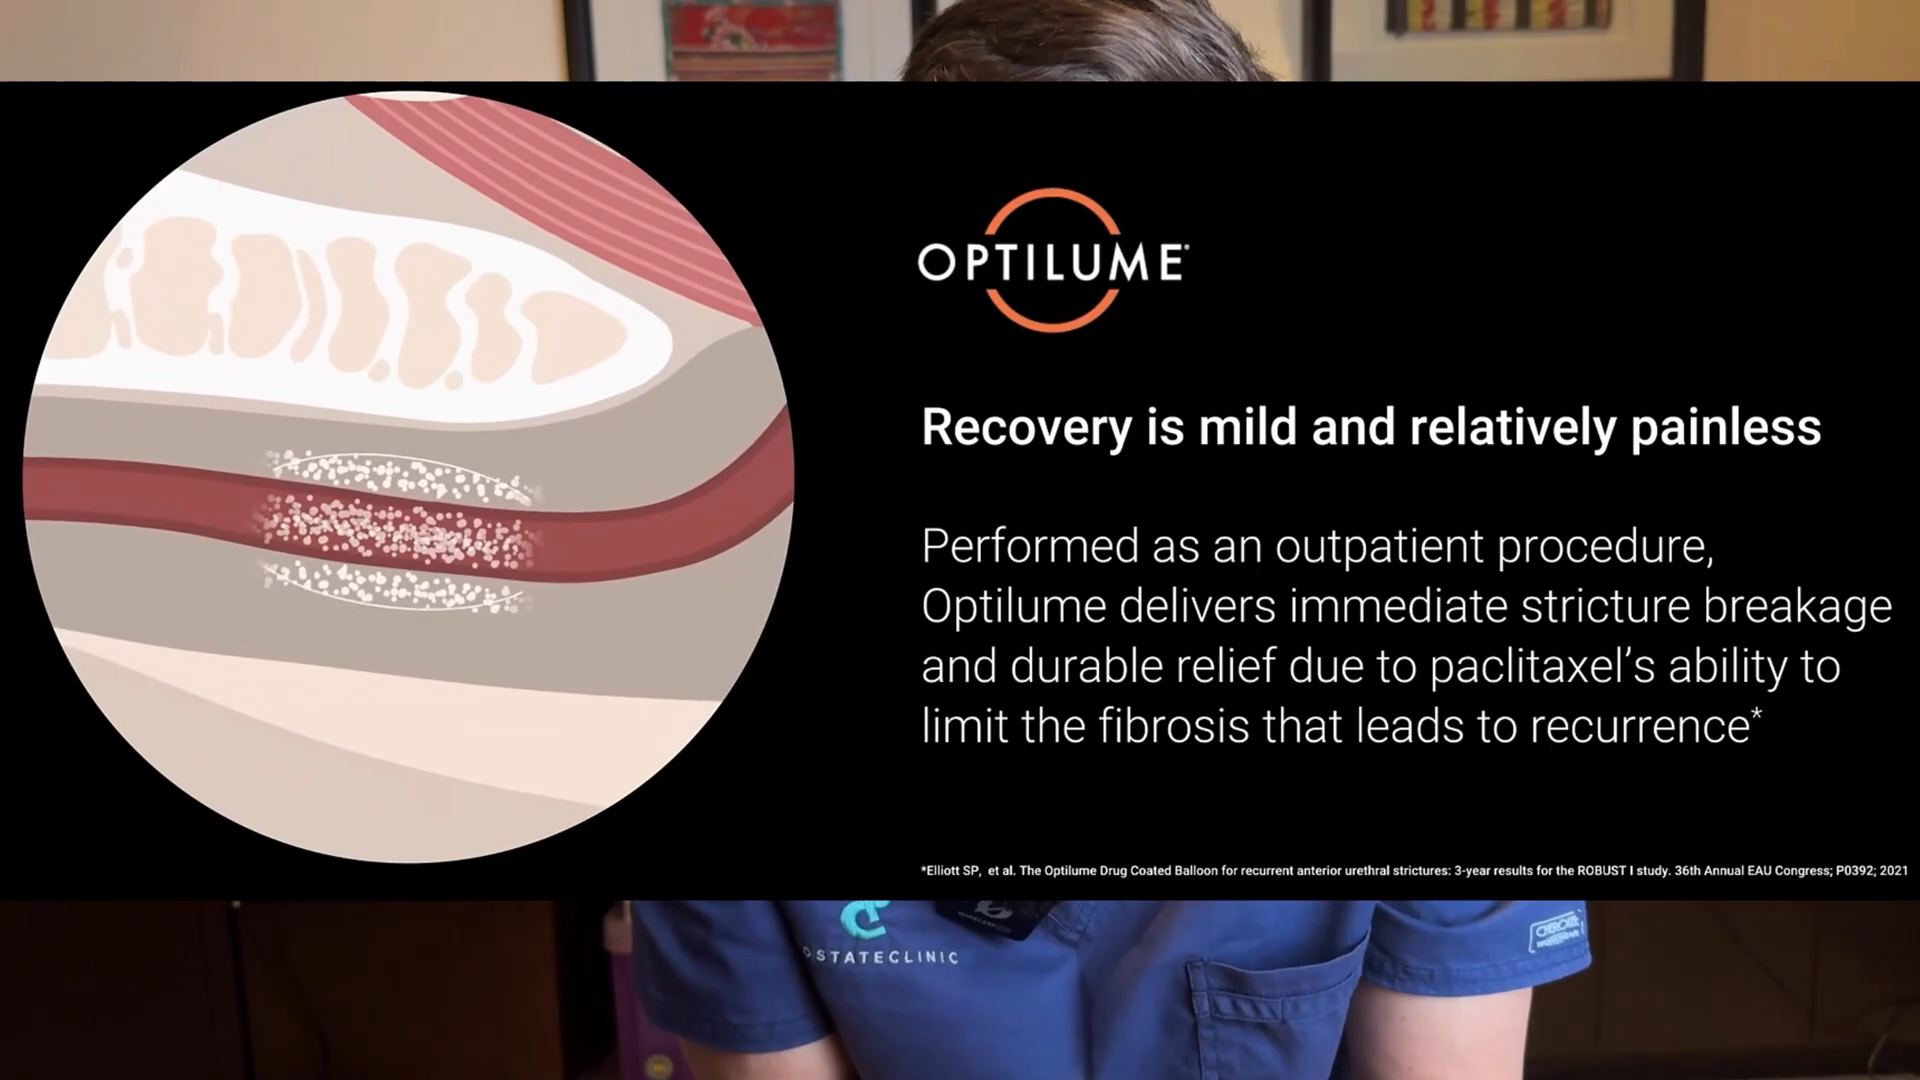 OPTILUME
Recovery is mild and relatively painless
Performed as an outpatient procedure,
Optilume delivers immediate stricture breakage
and durable relief due to paclitaxel’s ability to
limit the fibrosis that leads to recurrence*
*Elliott SP, et al. The Optilume Drug Coated Balloon for recurrent anterior urethral strictures: 3-year results for the ROBUST I study. 36th Annual EAU Congress; P0392; 2021
OSTATECLINIC
CHEROKEE